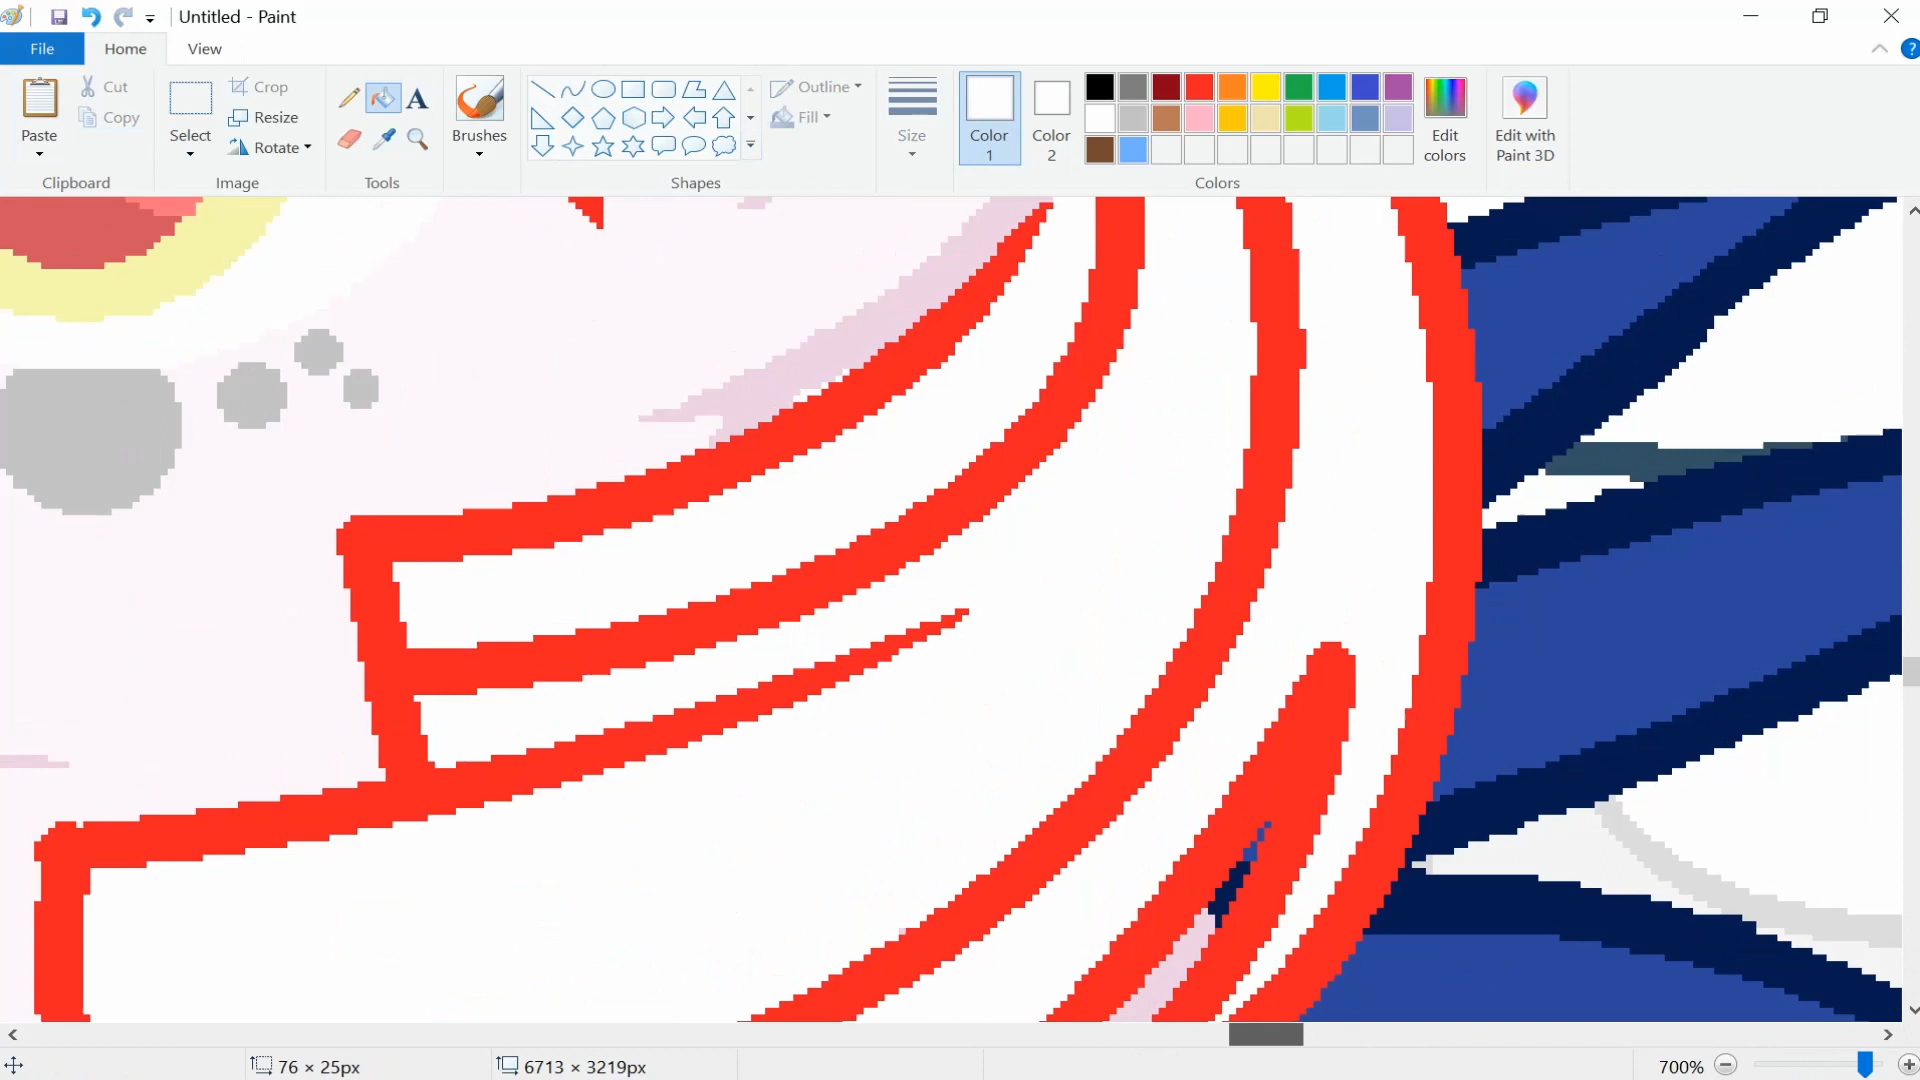 Untitled - Paint
File Home View
Paste
Cut
Copy
Clipboard
Select
Crop
Resize
Rotate
Image
A
Tools
Brushes
Outline
Fill
Shapes
Size
Color 1
Color 2
Edit colors
Colors
Edit with Paint 3D
76 × 25px
6713 × 3219px
700%